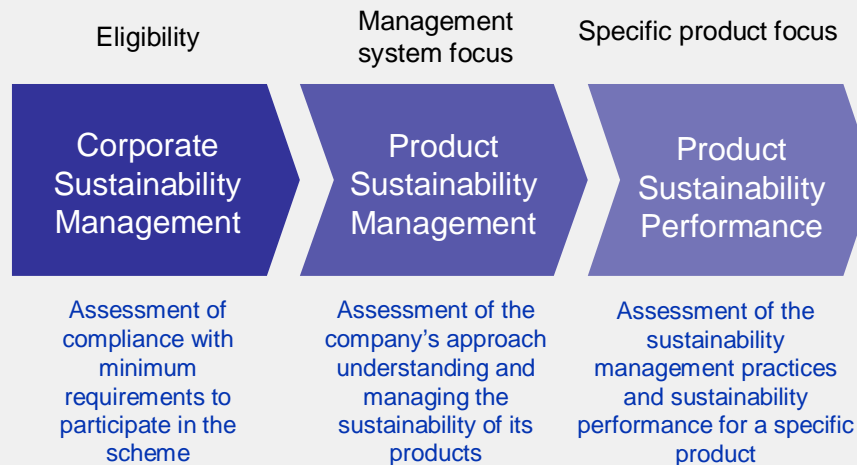 Eligibility
Management
system focus
Specific product focus
Corporate
Sustainability
Management
Product
Sustainability
Management
Product
Sustainability
Performance
Assessment of
compliance with
minimum
requirements to
participate in the
scheme
Assessment of the
company's approach
understanding and
managing the
sustainability of its
products
Assessment of the
sustainability
management practices
and sustainability
performance for a specific
product